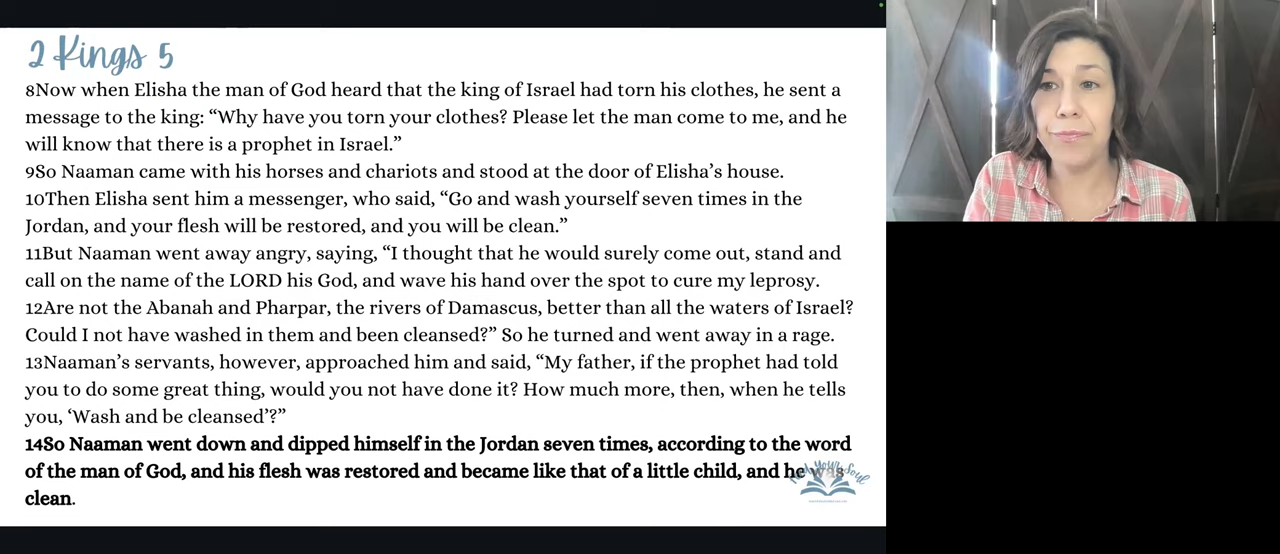 2 Kings 5
8Now when Elisha the man of God heard that the king of Israel had torn his clothes, he sent a
message to the king: “Why have you torn your clothes? Please let the man come to me, and he
will know that there is a prophet in Israel.”
9So Naaman came with his horses and chariots and stood at the door of Elisha’s house.
10Then Elisha sent him a messenger, who said, “Go and wash yourself seven times in the
Jordan, and your flesh will be restored, and you will be clean.”
11But Naaman went away angry, saying, “I thought that he would surely come out, stand and
call on the name of the LORD his God, and wave his hand over the spot to cure my leprosy.
12Are not the Abanah and Pharpar, the rivers of Damascus, better than all the waters of Israel?
Could I not have washed in them and been cleansed?” So he turned and went away in a rage.
13Naaman’s servants, however, approached him and said, “My father, if the prophet had told
you to do some great thing, would you not have done it? How much more, then, when he tells
you, ‘Wash and be cleansed’?”
14So Naaman went down and dipped himself in the Jordan seven times, according to the word
of the man of God, and his flesh was restored and became like that of a little child, and he was
clean.
Your Soul